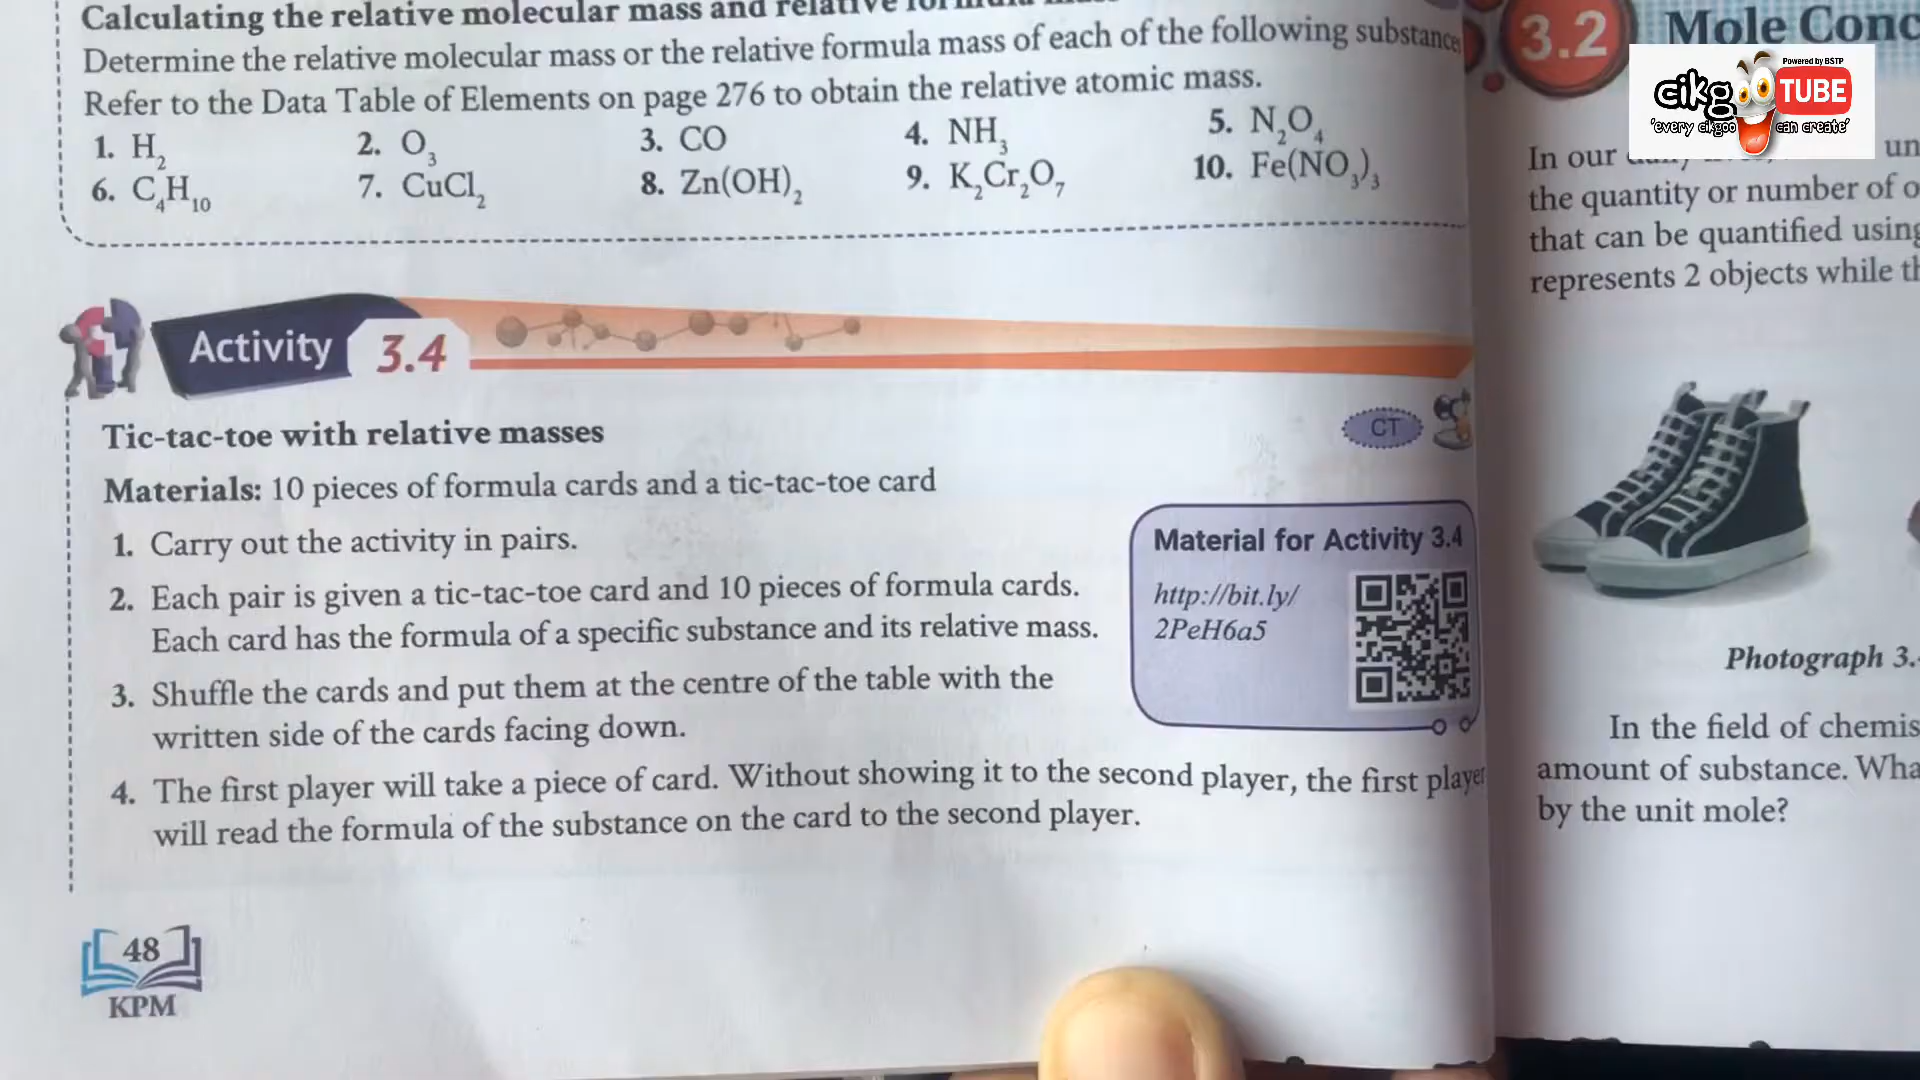 Calculating the relative molecular mass and relative
Determine the relative molecular mass or the relative formula mass of each of the following substance
Refer to the Data Table of Elements on page 276 to obtain the relative atomic mass.
1. H₂ 2. O₃ 3. CO 4. NH₃ 5. N₂O₄
6. C₄H₁₀ 7. CuCl₂ 8. Zn(OH)₂ 9. K₂Cr₂O₇ 10. Fe(NO₃)₃
Activity 3.4
Tic-tac-toe with relative masses
CT
Materials: 10 pieces of formula cards and a tic-tac-toe card
1. Carry out the activity in pairs.
2. Each pair is given a tic-tac-toe card and 10 pieces of formula cards.
Each card has the formula of a specific substance and its relative mass.
3. Shuffle the cards and put them at the centre of the table with the
written side of the cards facing down.
4. The first player will take a piece of card. Without showing it to the second player, the first player
will read the formula of the substance on the card to the second player.
Material for Activity 3.4
http://bit.ly/
2PeH6a5
48
KPM
3.2 Mole Conc
Powered by BSTP
cikgoo TUBE
'every cikgoo can create'
In our un
the quantity or number of o
that can be quantified using
represents 2 objects while th
Photograph 3.
In the field of chemis
amount of substance. Wha
by the unit mole?